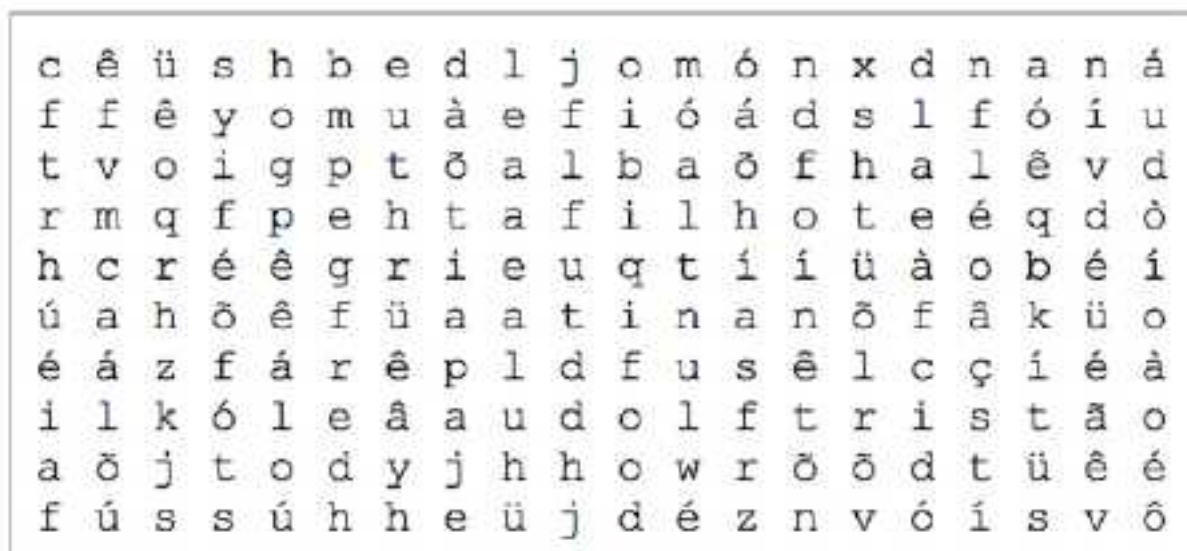 c ê ü s h b e d l j o m ó n x d n a n á
f f ê y o m u à e f i ó á d s l f ó í u
t v o i g p t õ a l b a õ f h a l ê v d
r m q f p e h t a f i l h o t e é q d ò
h c r é ê g r i e u q t í í ü à o b é í
ú a h õ ê f ü a a t i n a n õ f â k ü o
é á z f á r ê p l d f u s ê l c ç í é à
i l k ó l e â a u d o l f t r i s t ã o
a õ j t o d y j h h o w r õ õ d t ü ê é
f ú s s ú h h e ü j d é z n v ó í s v ô